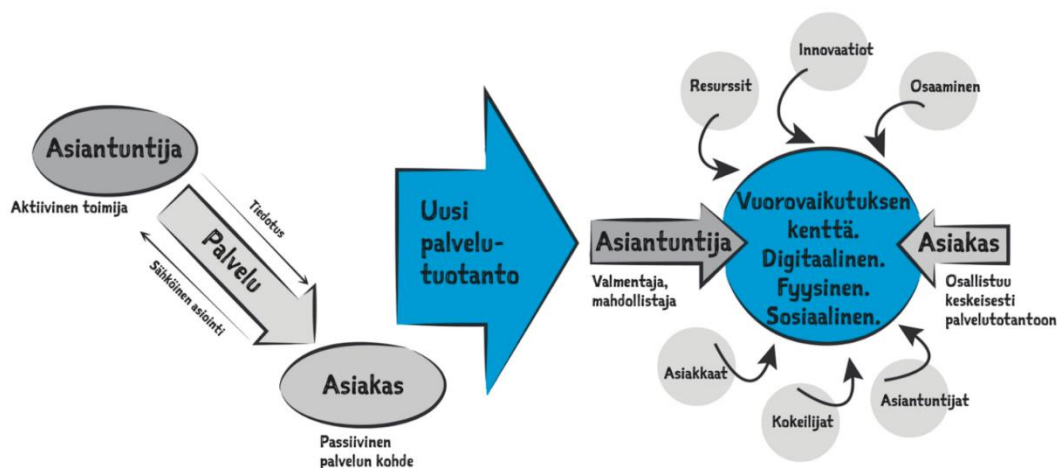 Asiantuntija
Aktiivinen toimija
Tiedotus
Palvelu
Sähköinen asiointi
Asiakas
Passiivinen
palvelun kohde
Uusi
palvelu-
tuotanto
Resurssit
Innovaatiot
Osaaminen
Asiantuntija
Valmentaja,
mahdollistaja
Vuorovaikutuksen
kenttä.
Digitaalinen.
Fyysinen.
Sosiaalinen.
Asiakas
Osallistuu
keskeisesti
palvelutotantoon
Asiakkaat
Kokeilijat
Asiantuntijat